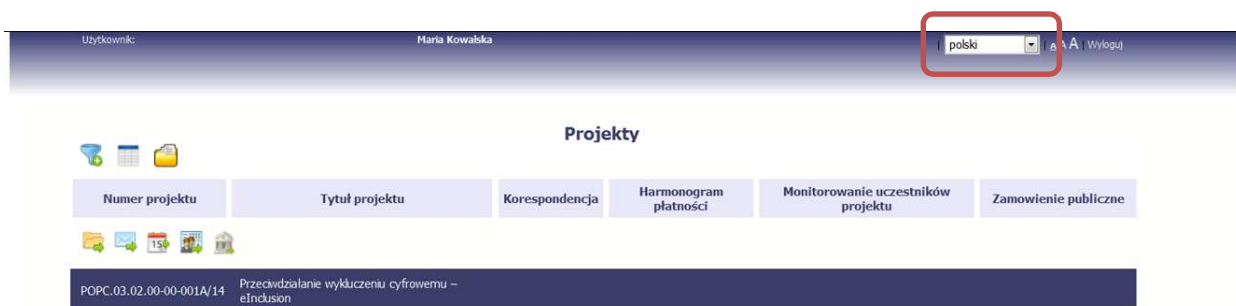 Użytkownik: Maria Kowalska | polski | A A A | Wyloguj
Projekty
Numer projektu Tytuł projektu Korespondencja Harmonogram płatności Monitorowanie uczestników projektu Zamowienie publiczne
15
POPC.03.02.00-00-001A/14 Przeciwdziałanie wykluczeniu cyfrowemu –
eInclusion